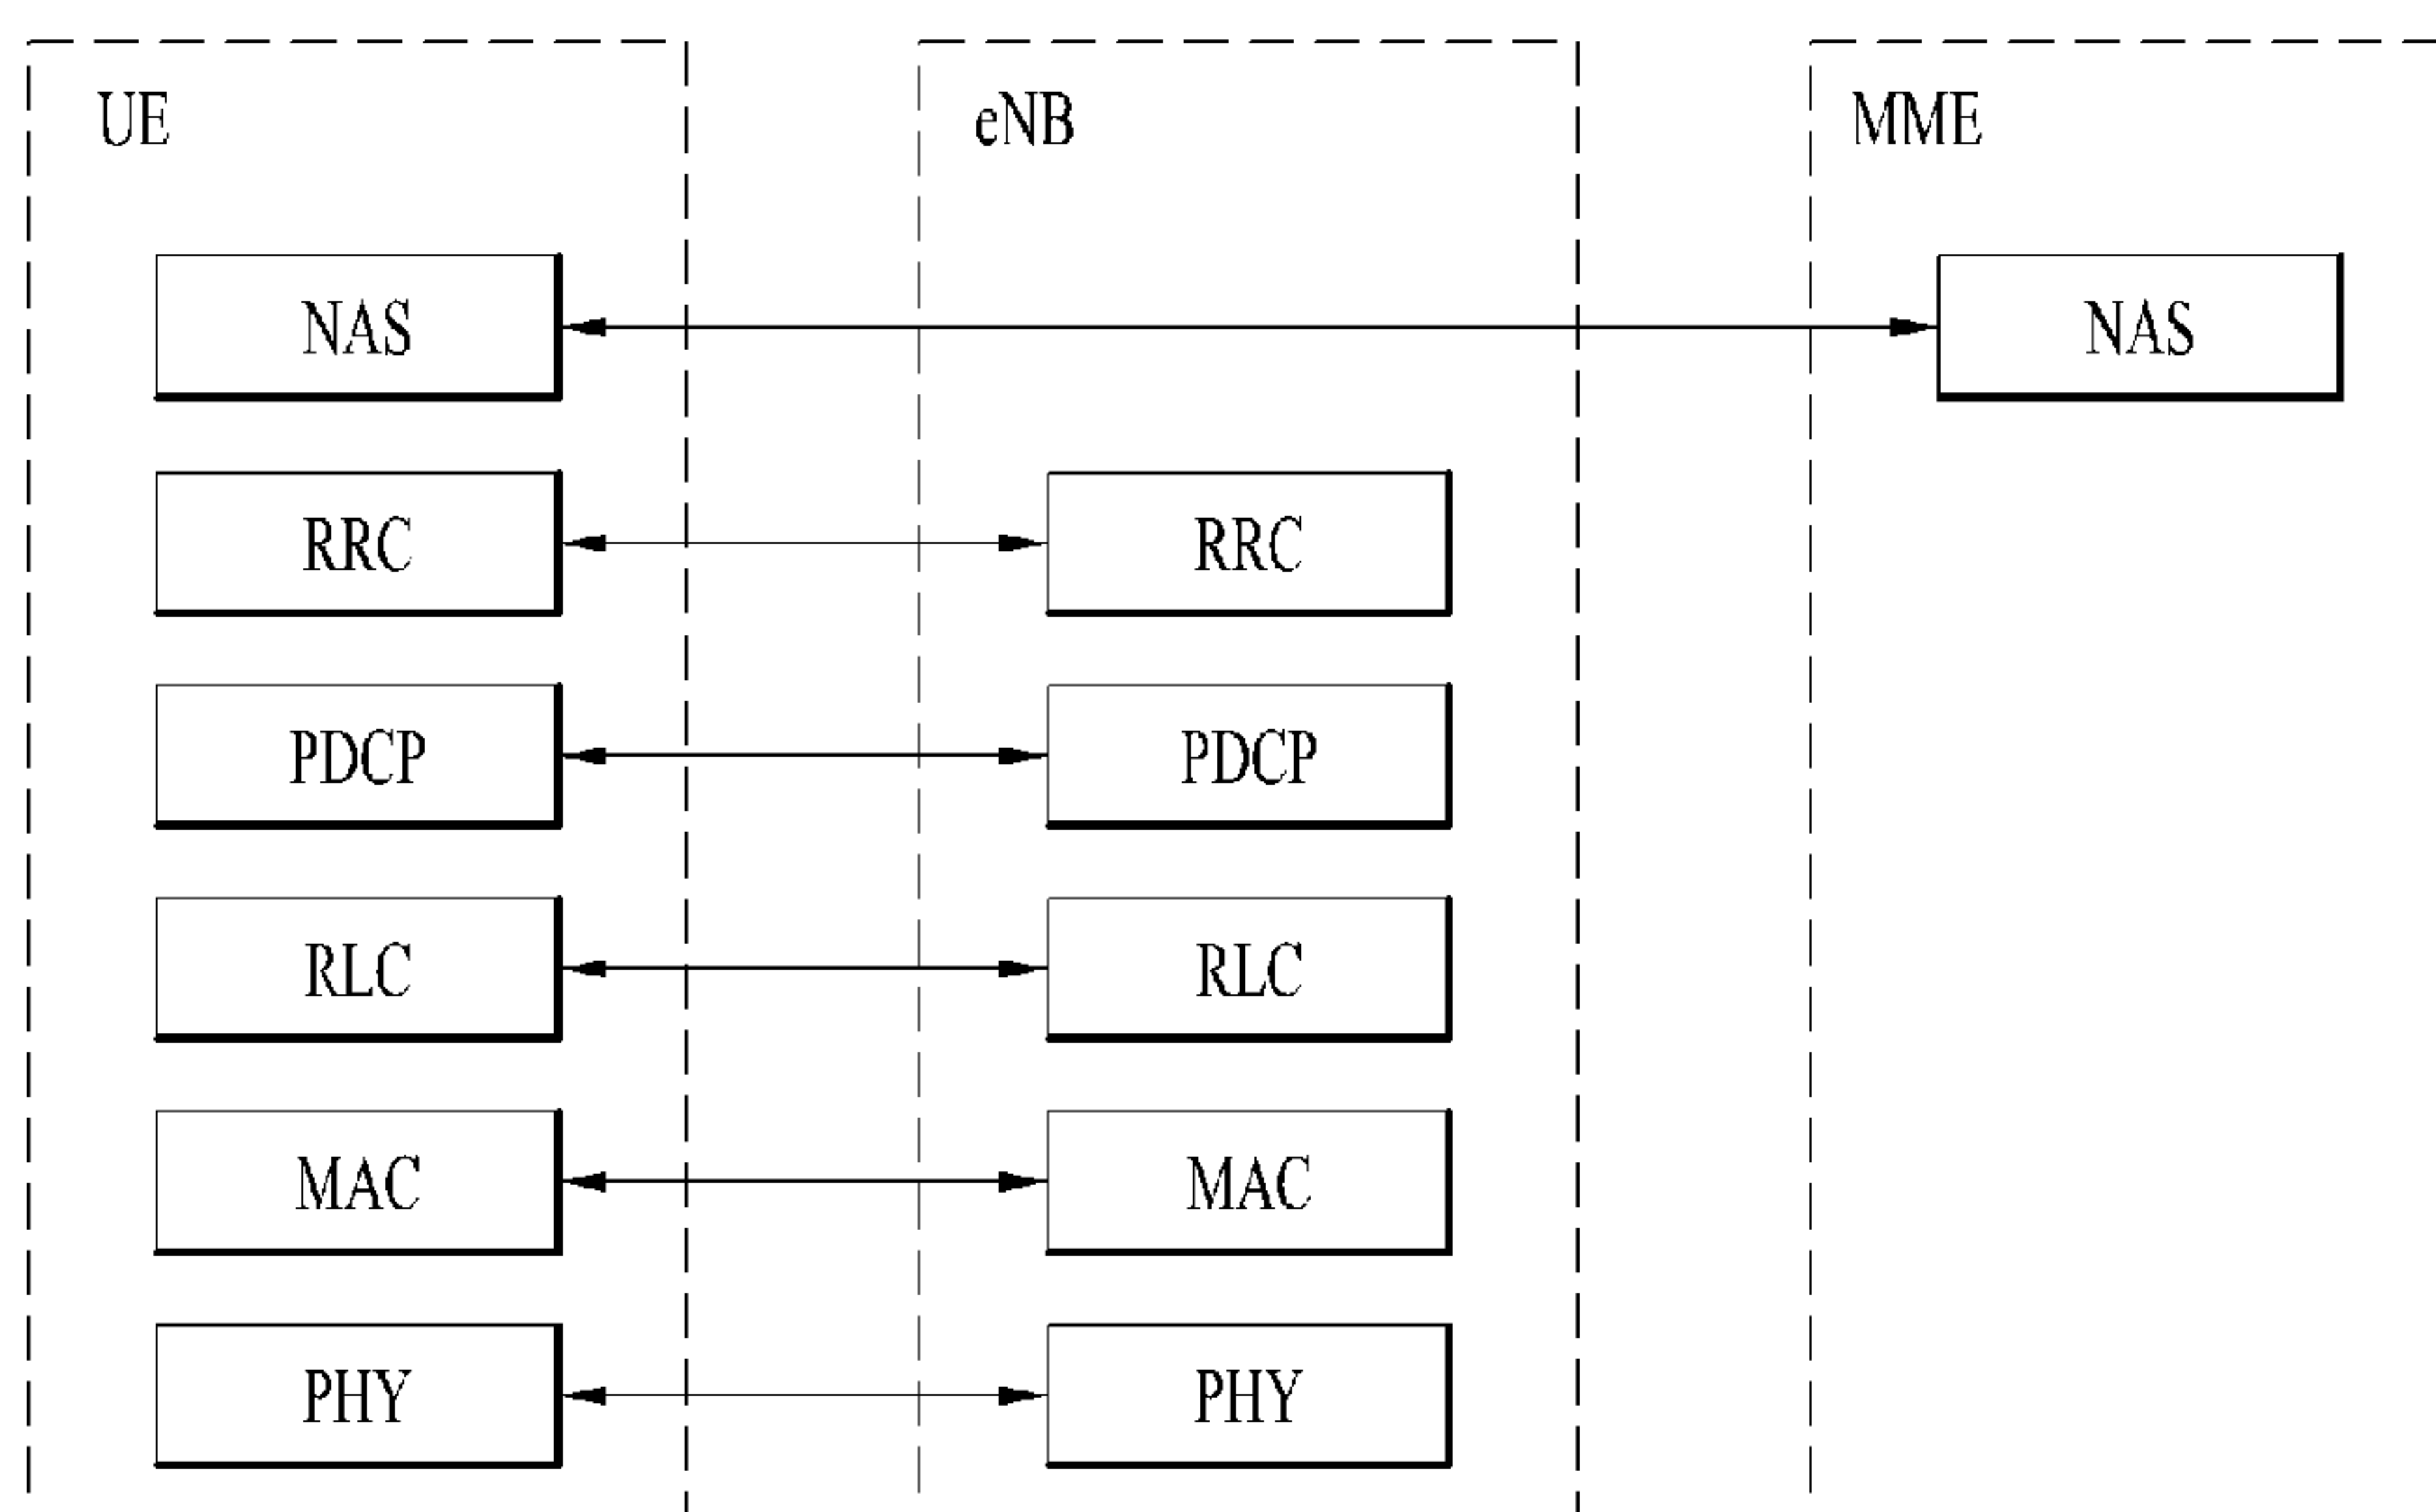 UE eNB MME
NAS NAS
RRC RRC
PDCP PDCP
RLC RLC
MAC MAC
PHY PHY